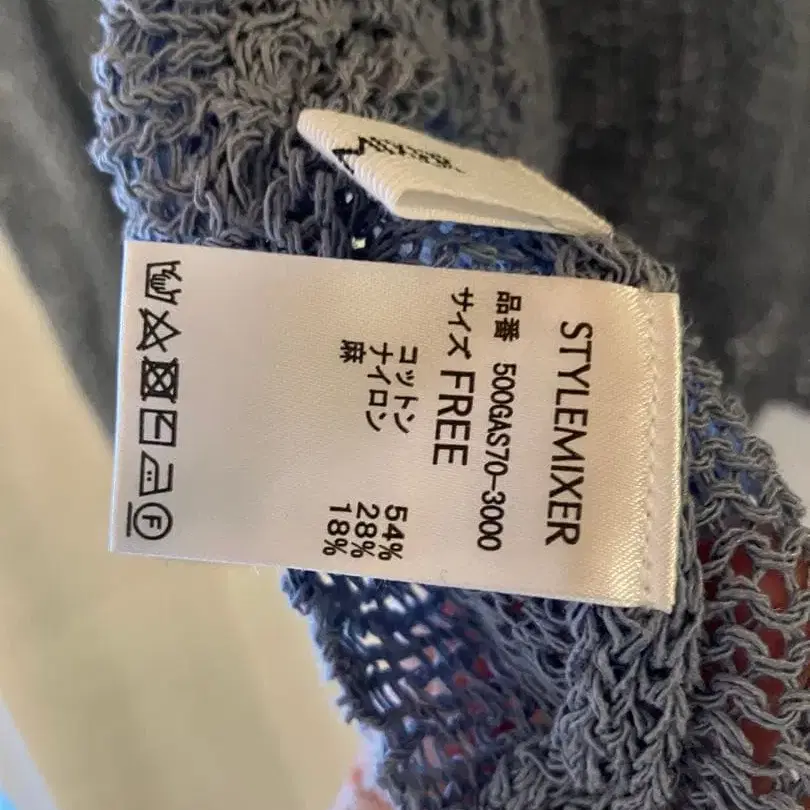 STYLEMIXER
品番 500GAS70-3000
サイズ FREE
コットン 54%
ナイロン 28%
麻 18%
F